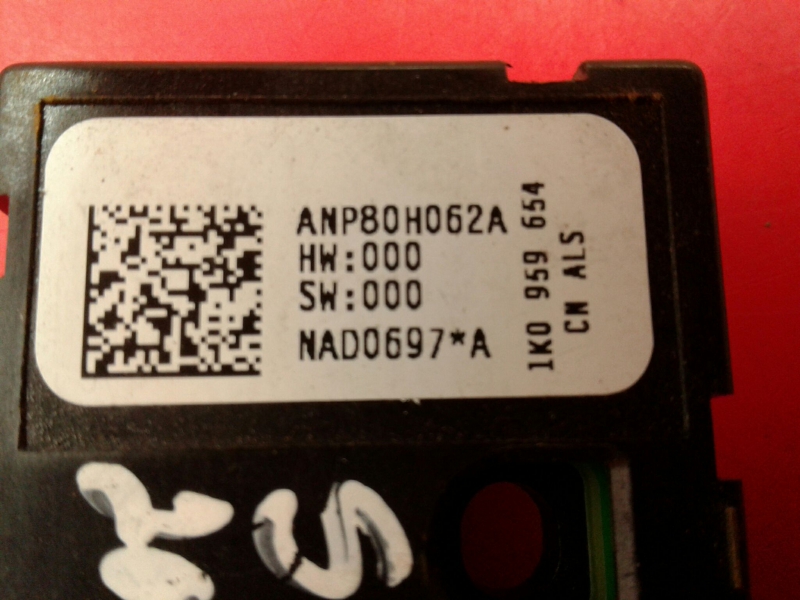 ANP80H062A
HW:000
SW:000
NAD0697*A
1K0 959 654
CN ALS